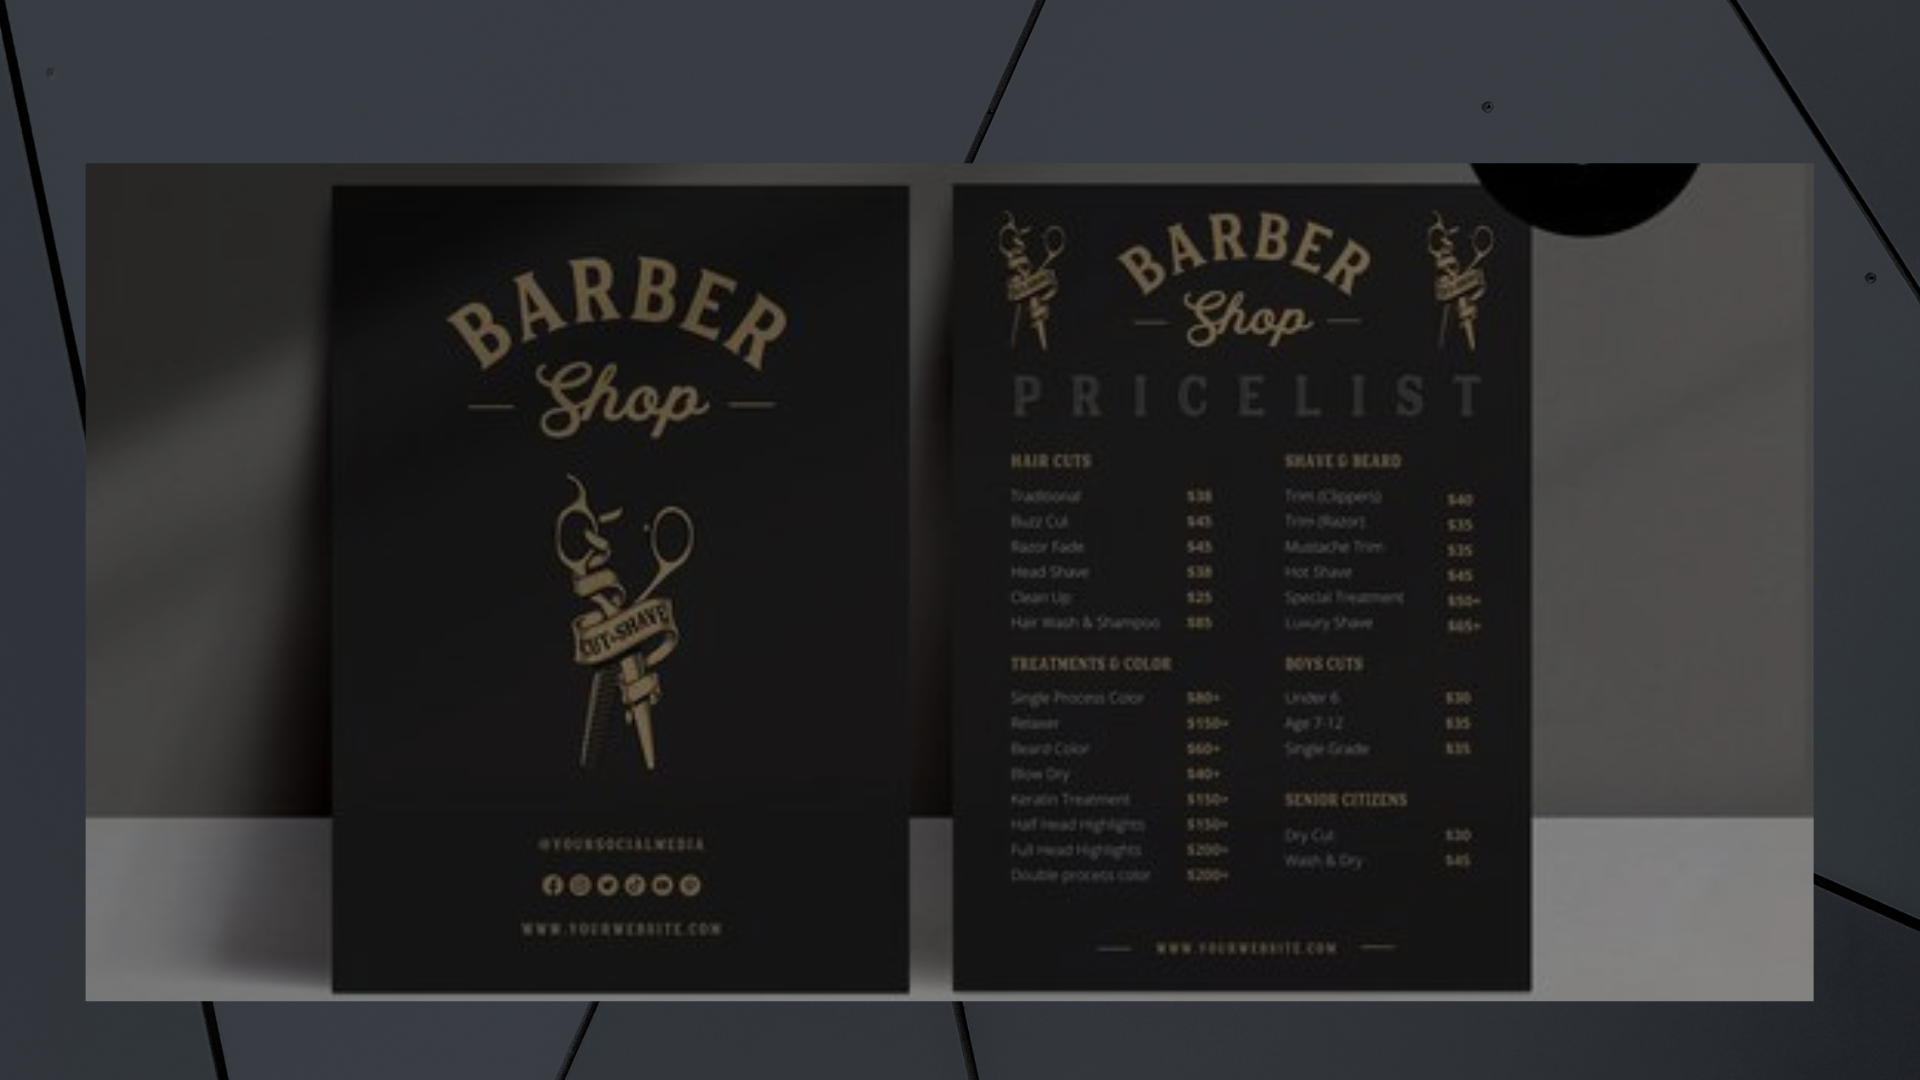 BARBER
Shop
CUT & SHAVE
@YOURSOCIALMEDIA
WWW.YOURWEBSITE.COM
BARBER
Shop
PRICELIST
HAIR CUTS
Traditional $38
Buzz Cut $45
Razor Fade $45
Head Shave $38
Clean Up $25
Hair Wash & Shampoo $85
TREATMENTS & COLOR
Single Process Color $80+
Relaxer $150+
Beard Color $60+
Blow Dry $40+
Keratin Treatment $150+
Half Head Highlights $150+
Full Head Highlights $200+
Double process color $200+
SHAVE & BEARD
Trim (Clippers) $40
Trim (Razor) $35
Mustache Trim $35
Hot Shave $45
Special Treatment $50+
Luxury Shave $65+
BOYS CUTS
Under 6 $30
Age 7-12 $35
Single Grade $35
SENIOR CITIZENS
Dry Cut $30
Wash & Dry $45
WWW.YOURWEBSITE.COM